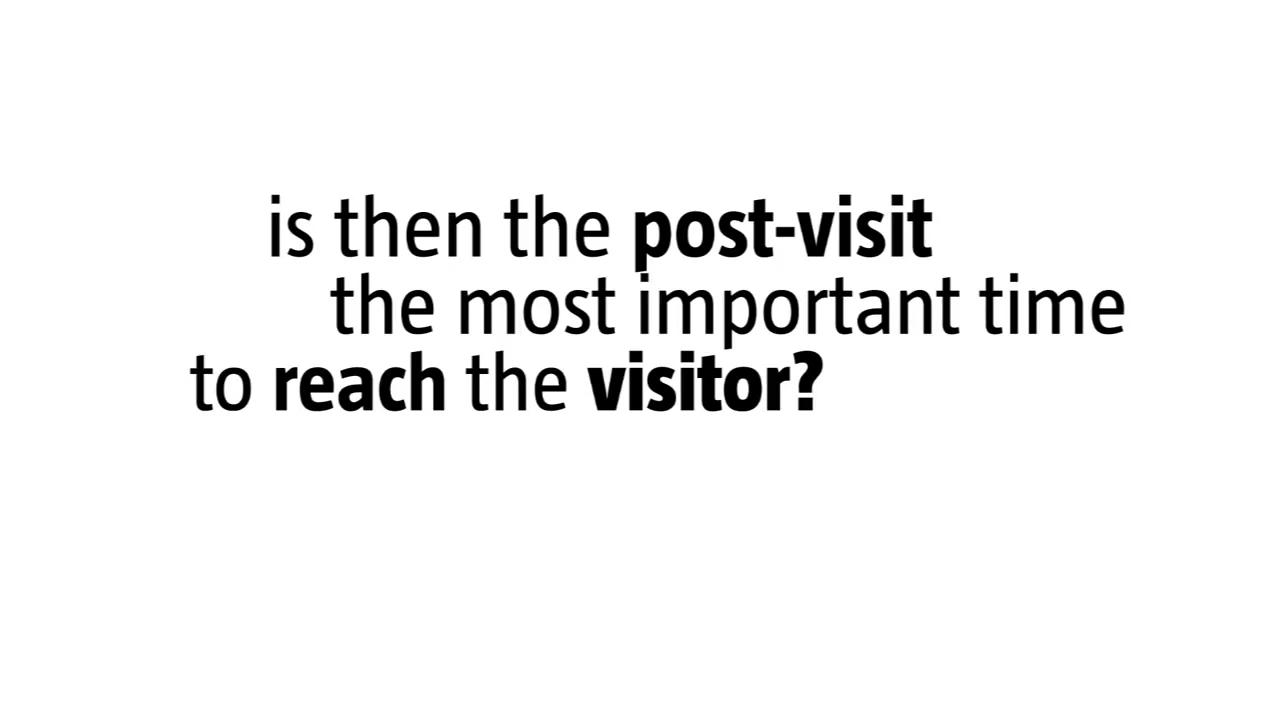 is then the post-visit
the most important time
to reach the visitor?